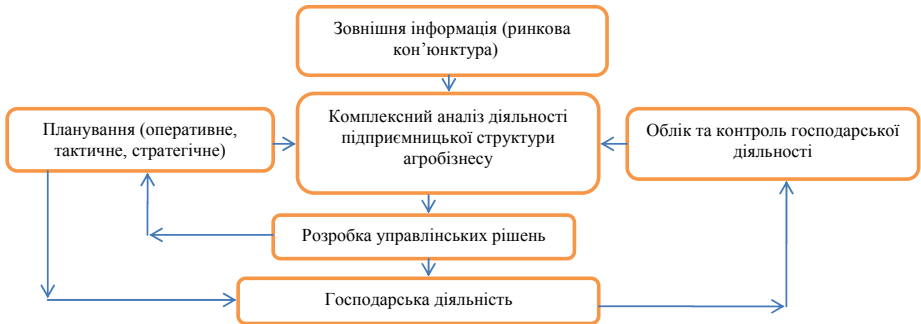 Зовнішня інформація (ринкова
кон’юнктура)
Планування (оперативне,
тактичне, стратегічне)
Комплексний аналіз діяльності
підприємницької структури
агробізнесу
Облік та контроль господарської
діяльності
Розробка управлінських рішень
Господарська діяльність